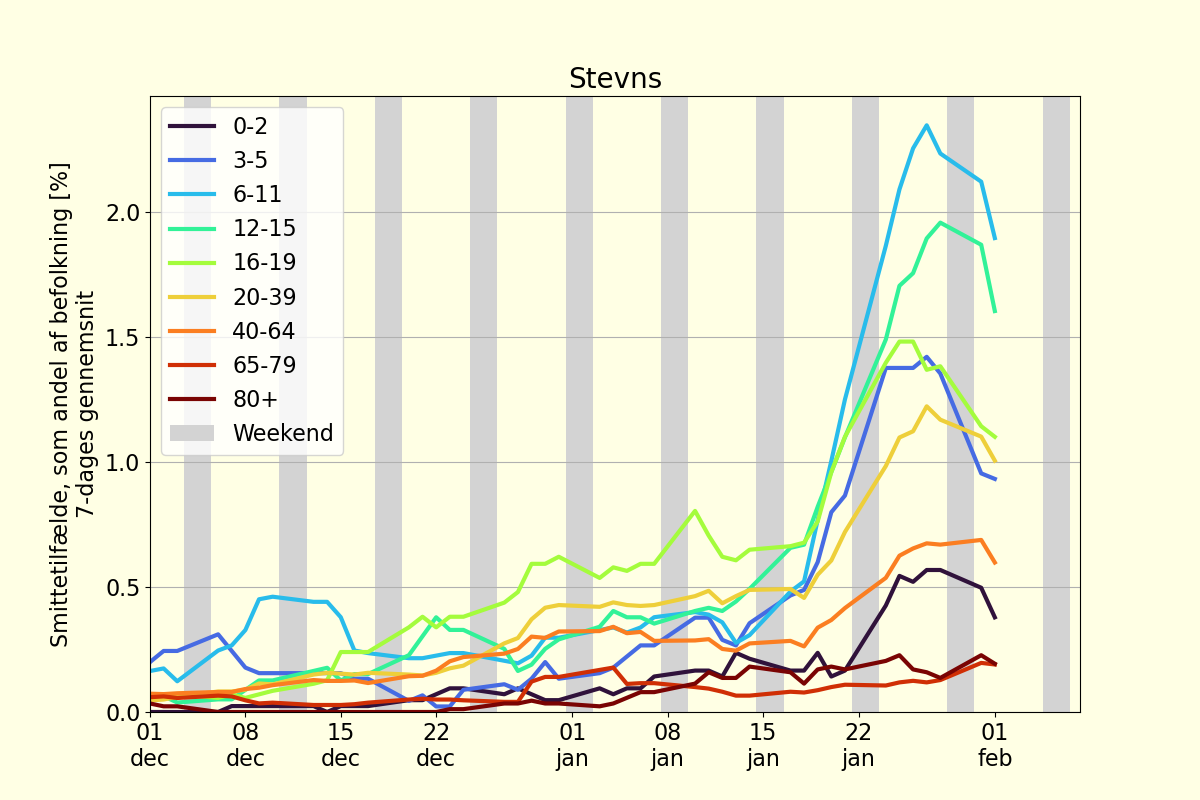 Stevns
Smittetilfælde, som andel af befolkning [%]
7-dages gennemsnit
2.0
1.5
1.0
0.5
0.0
0-2
3-5
6-11
12-15
16-19
20-39
40-64
65-79
80+
Weekend
01 08 15 22 01 08 15 22 01
dec dec dec dec jan jan jan jan feb